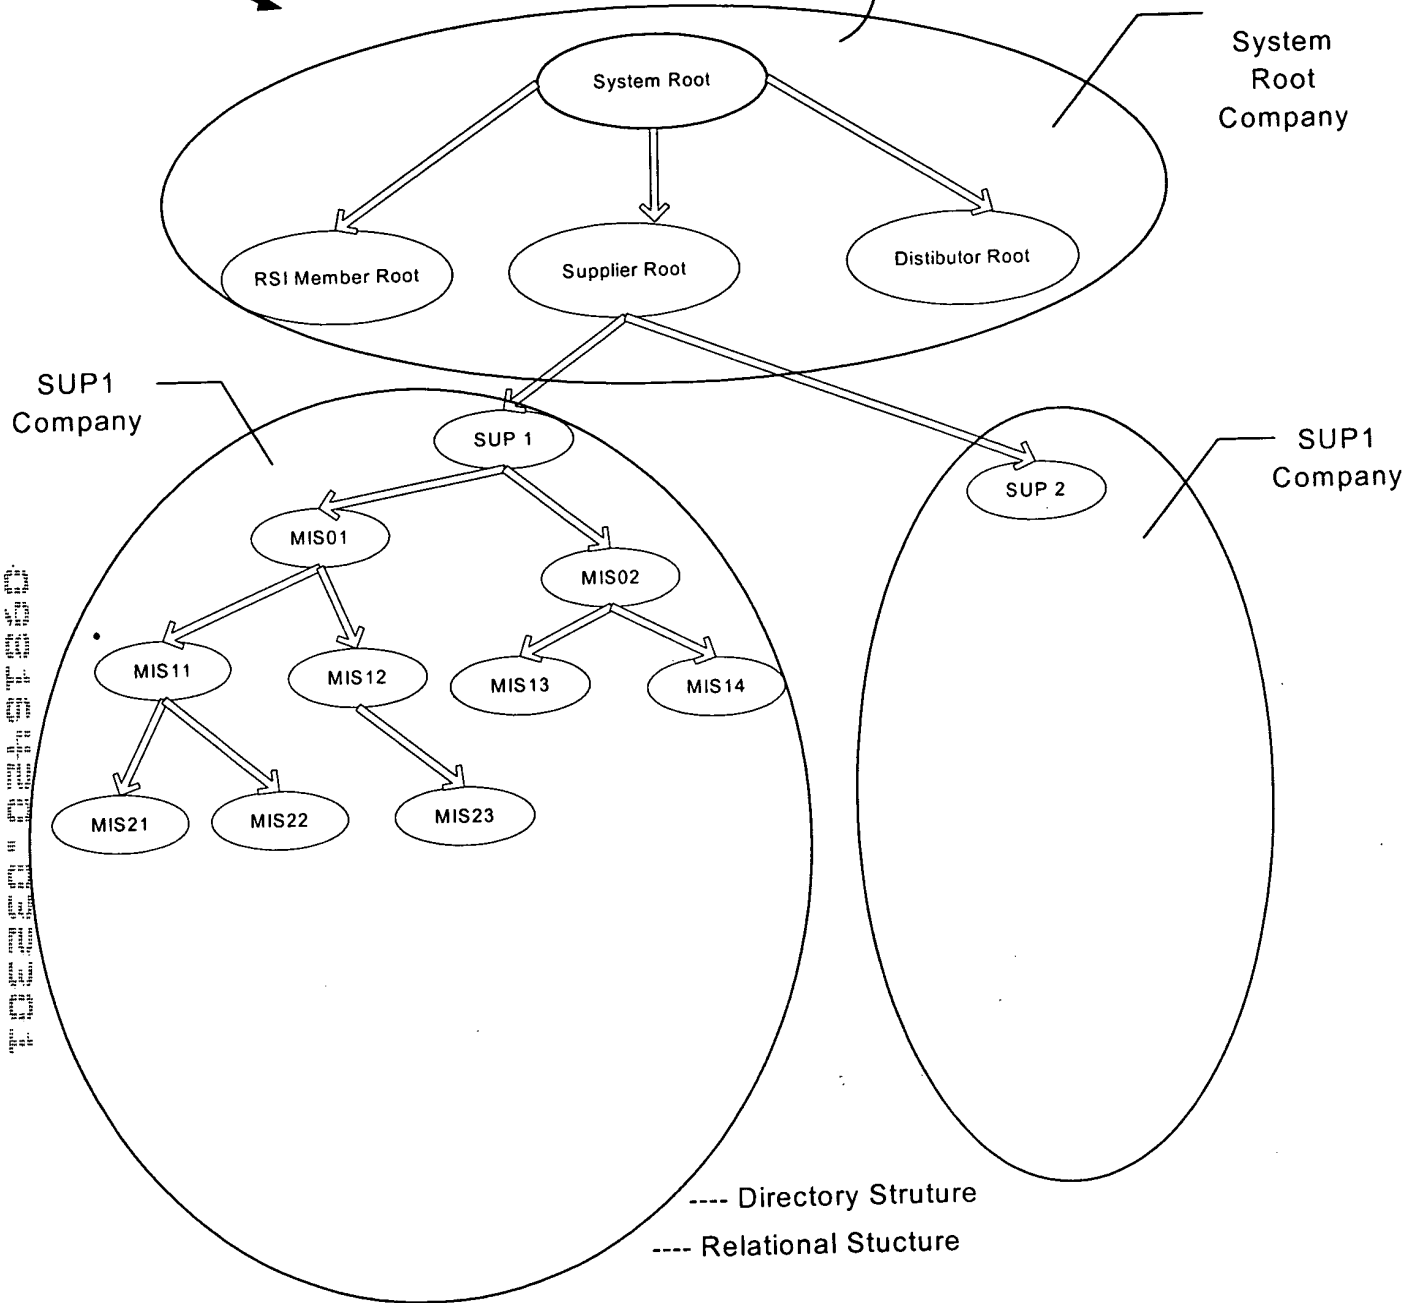 System Root
System
Root
Company
RSI Member Root
Supplier Root
Distibutor Root
SUP1
Company
SUP 1
SUP1
Company
SUP 2
MIS01
MIS02
MIS11
MIS12
MIS13
MIS14
MIS21
MIS22
MIS23
---- Directory Struture
---- Relational Stucture